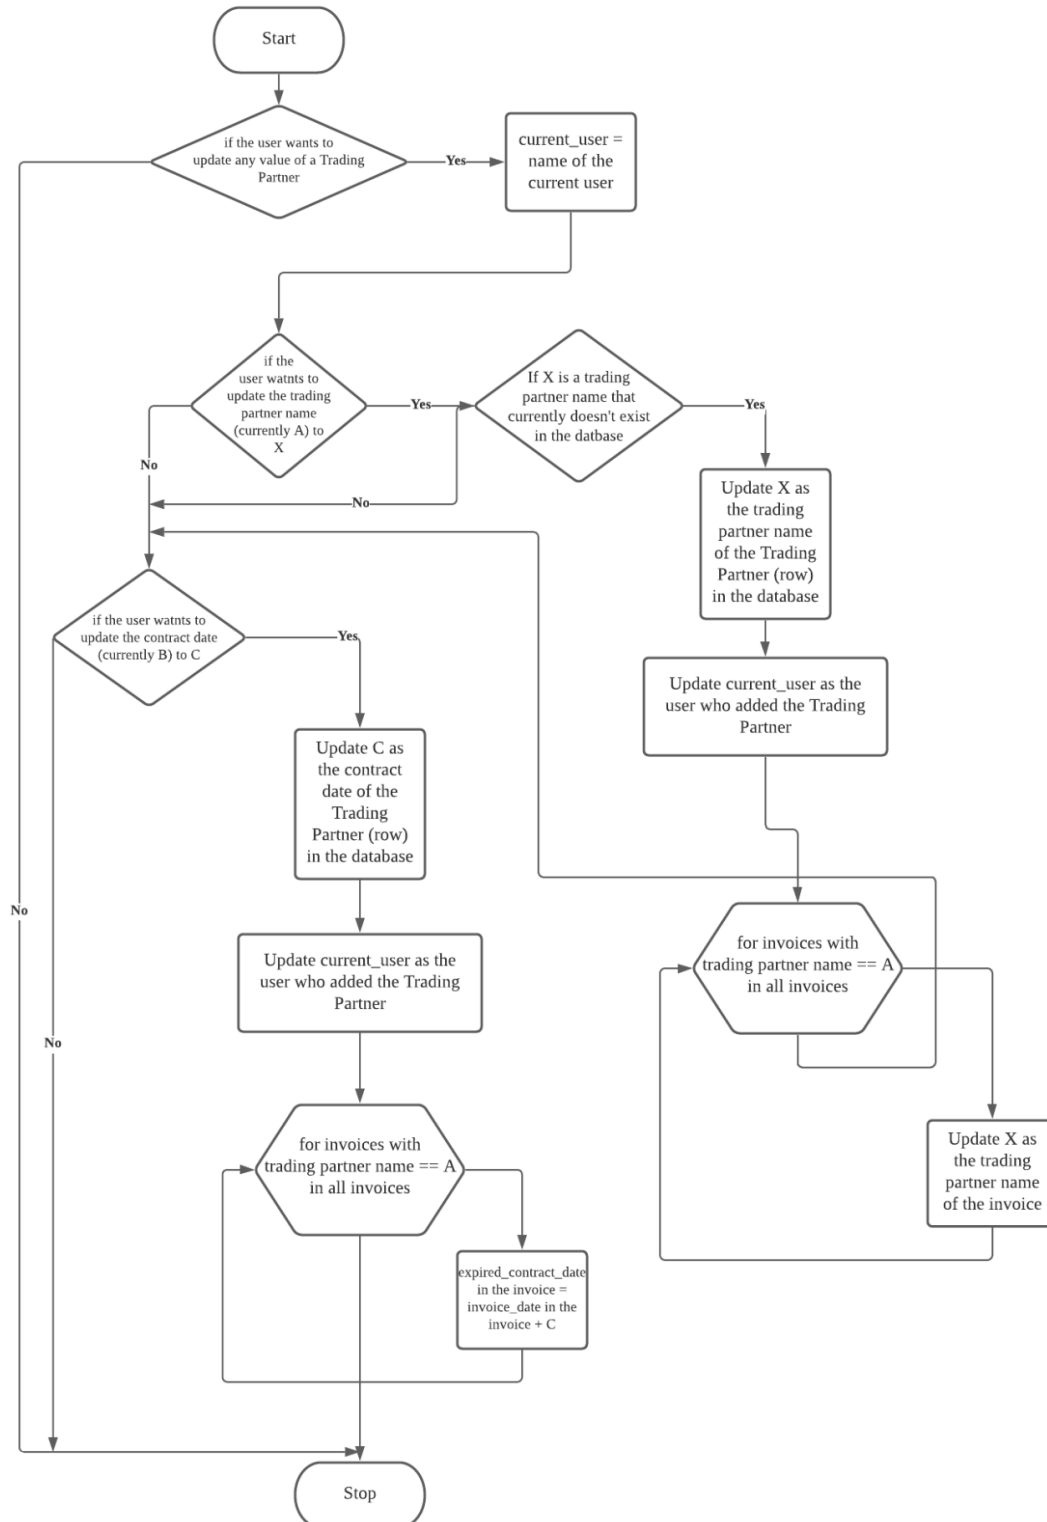 Start
if the user wants to
update any value of a Trading
Partner
Yes
current_user =
name of the
current user
if the
user watnts to
update the trading
partner name
(currently A) to
X
Yes
If X is a trading
partner name that
currently doesn't exist
in the datbase
Yes
No
No
Update X as
the trading
partner name
of the Trading
Partner (row)
in the database
if the user watnts to
update the contract date
(currently B) to C
Yes
Update current_user as the
user who added the Trading
Partner
Update C as
the contract
date of the
Trading
Partner (row)
in the database
No
for invoices with
trading partner name == A
in all invoices
Update current_user as the
user who added the Trading
Partner
No
for invoices with
trading partner name == A
in all invoices
Update X as
the trading
partner name
of the invoice
expired_contract_date
in the invoice =
invoice_date in the
invoice + C
Stop